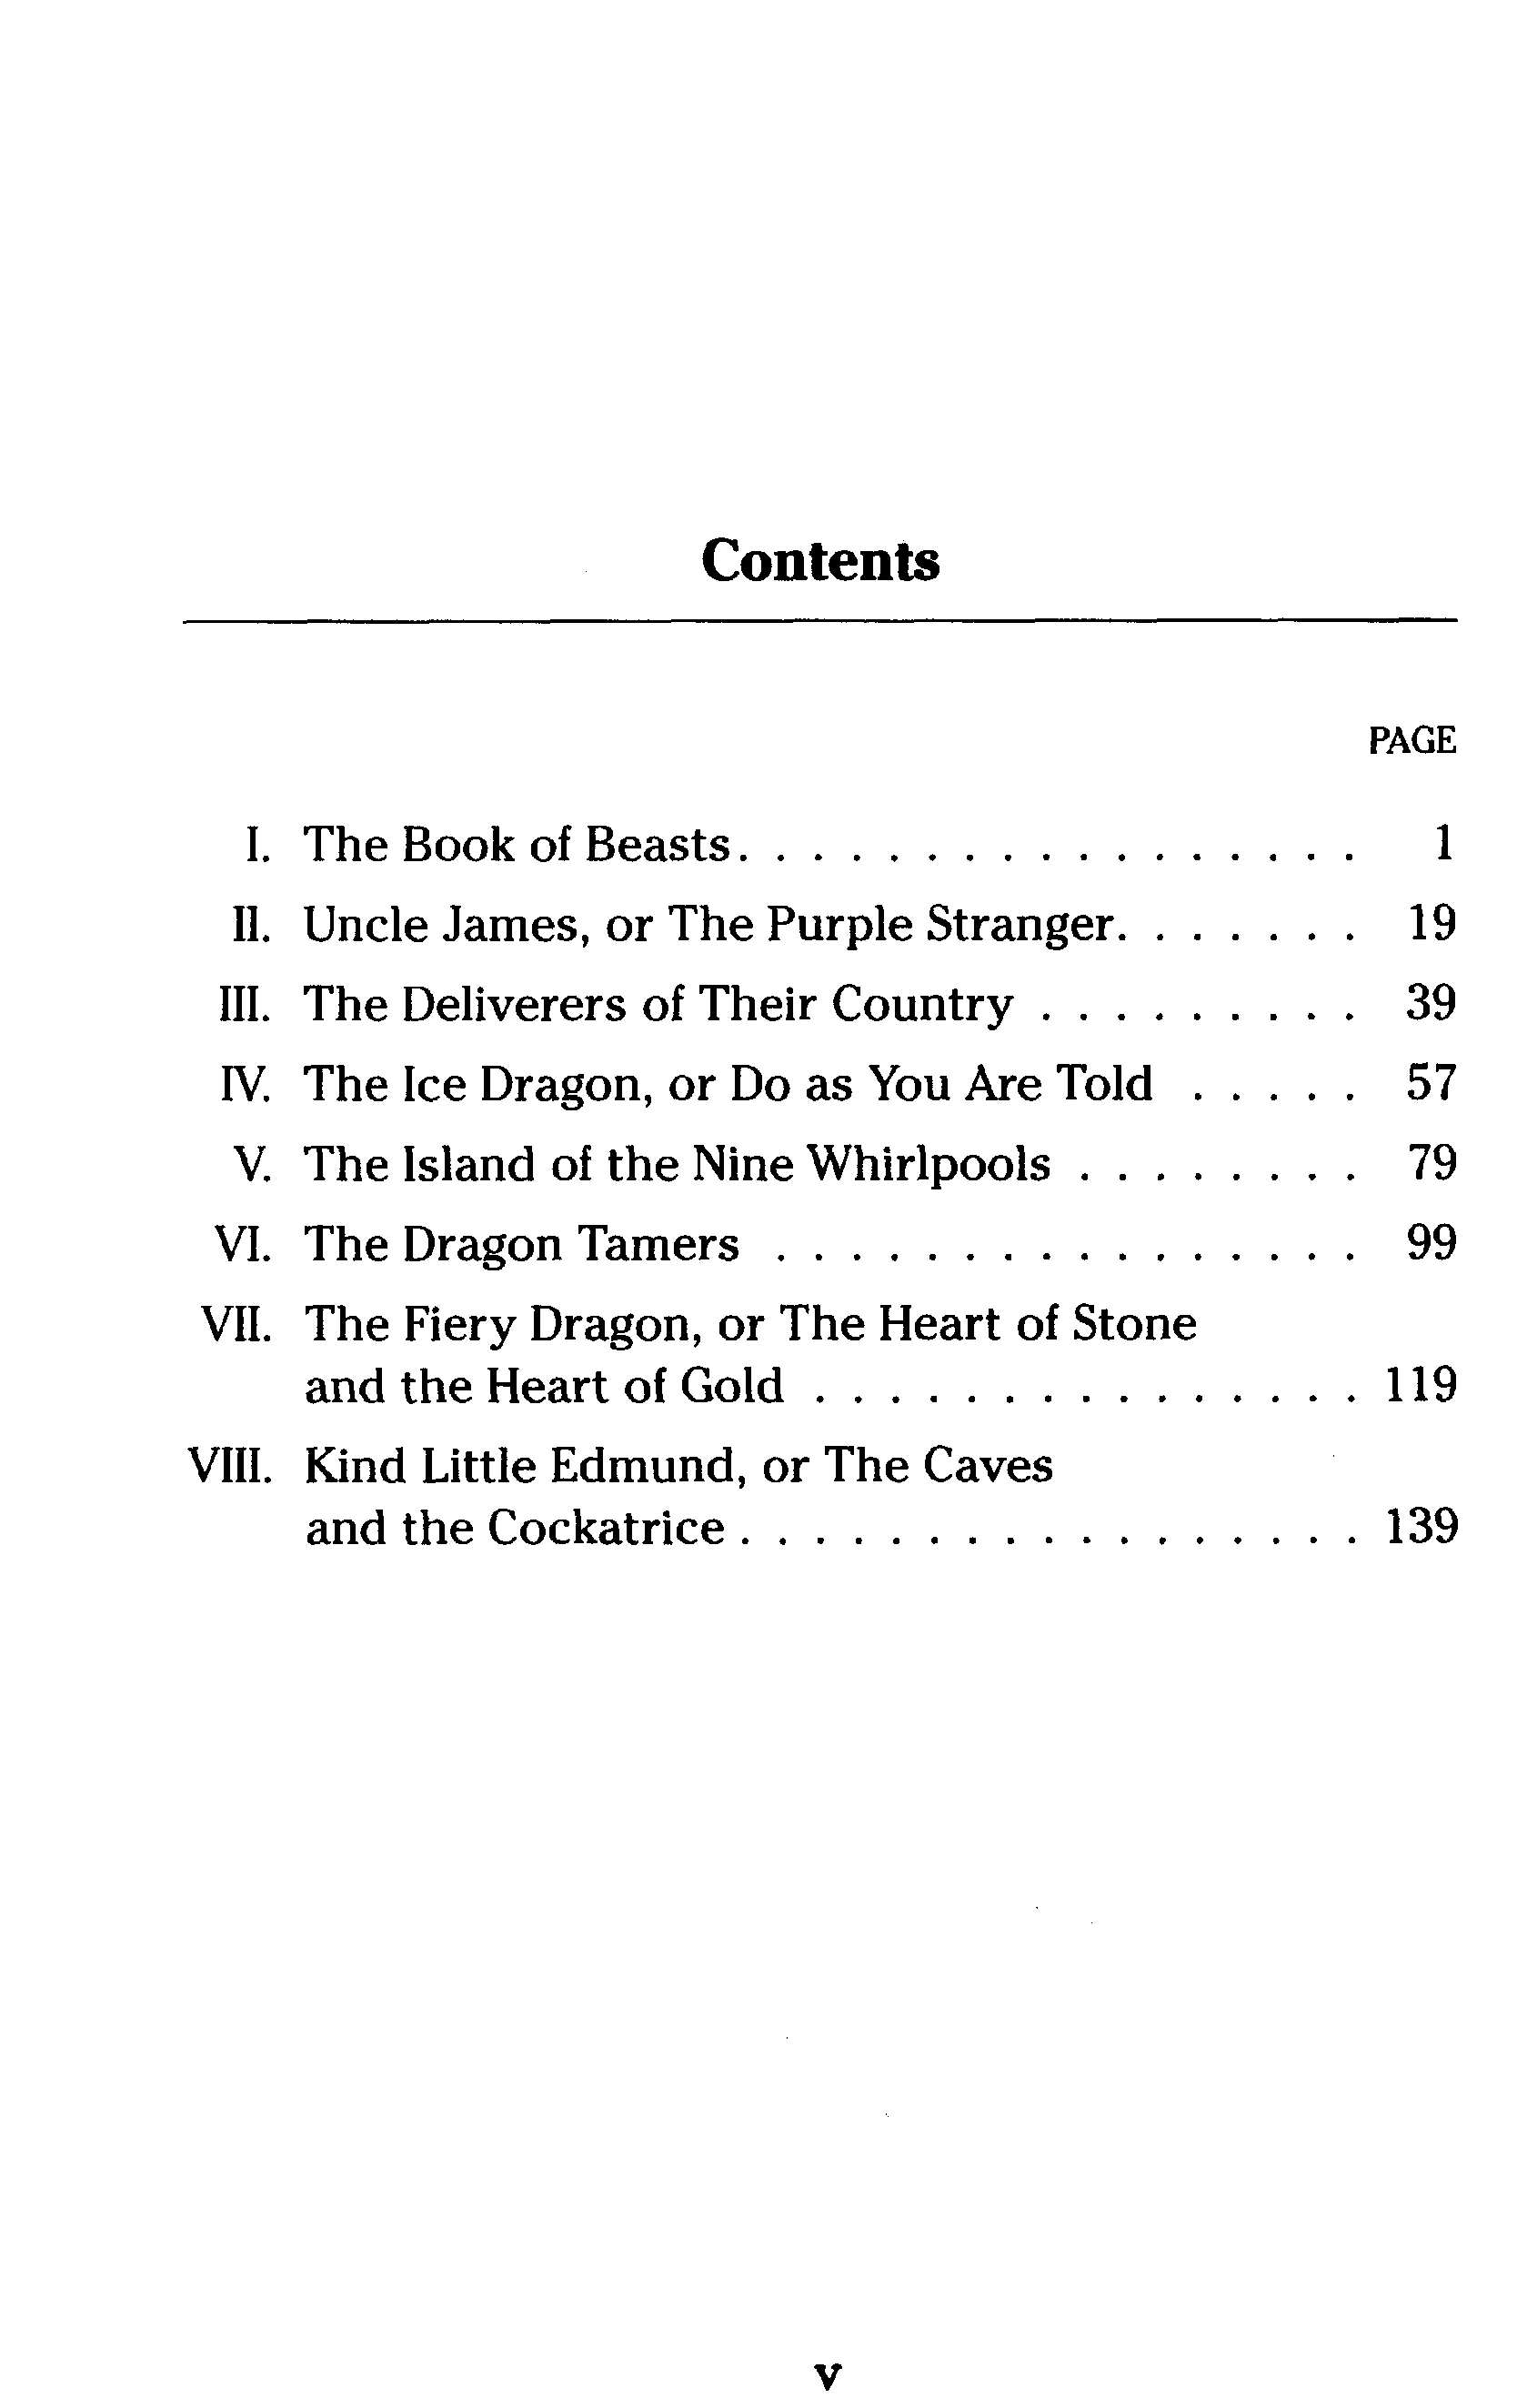 Contents
PAGE
I. The Book of Beasts. . . . . . . . . . . . . . . . . 1
II. Uncle James, or The Purple Stranger. . . . . . . 19
III. The Deliverers of Their Country . . . . . . . . . 39
IV. The Ice Dragon, or Do as You Are Told . . . . . 57
V. The Island of the Nine Whirlpools . . . . . . . . 79
VI. The Dragon Tamers . . . . . . . . . . . . . . . . 99
VII. The Fiery Dragon, or The Heart of Stone
and the Heart of Gold . . . . . . . . . . . . . . . 119
VIII. Kind Little Edmund, or The Caves
and the Cockatrice . . . . . . . . . . . . . . . . . 139
v